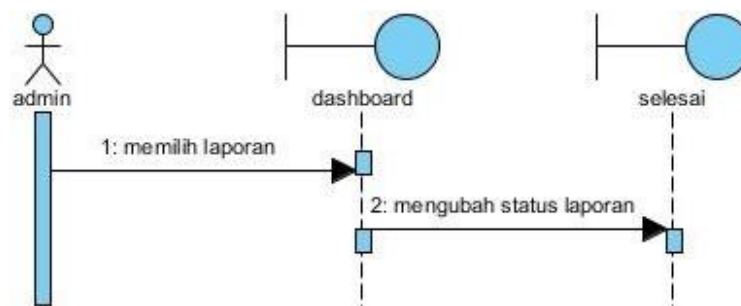 admin
dashboard
selesai
1: memilih laporan
2: mengubah status laporan